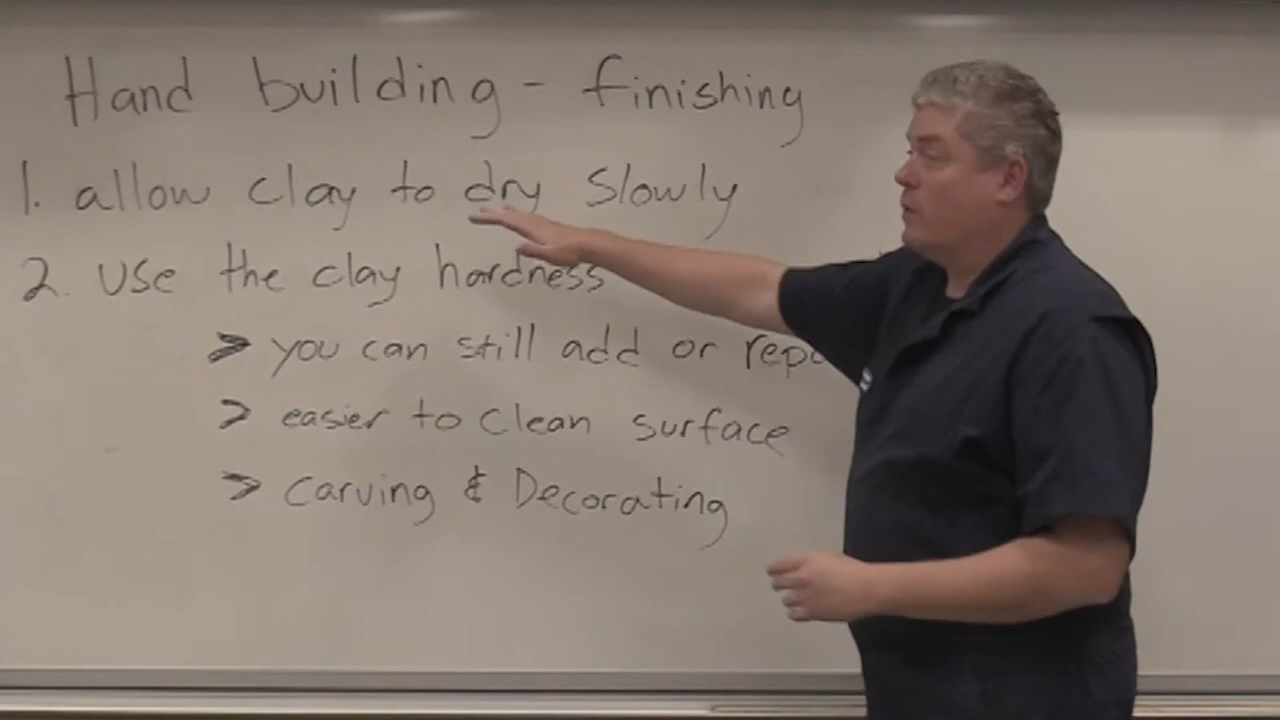 Hand building - finishing
1. allow clay to dry slowly
2. use the clay hardness
> you can still add or
> easier to clean surface
> carving & Decorating